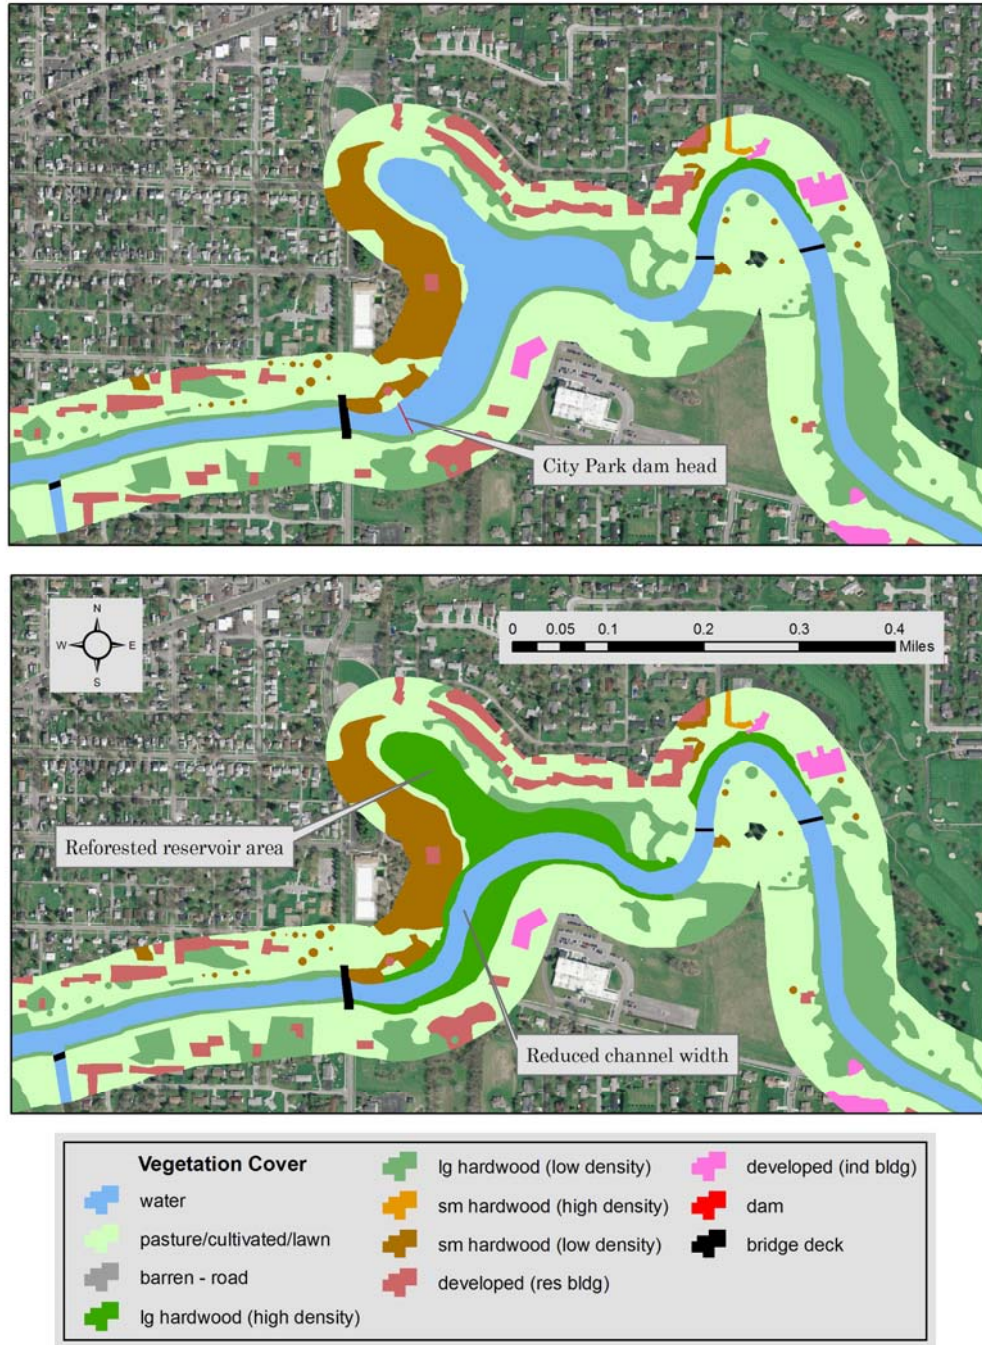 City Park dam head
N
W E
S
0 0.05 0.1 0.2 0.3 0.4
Miles
Reforested reservoir area
Reduced channel width
Vegetation Cover
water
pasture/cultivated/lawn
barren - road
lg hardwood (high density)
lg hardwood (low density)
sm hardwood (high density)
sm hardwood (low density)
developed (res bldg)
developed (ind bldg)
dam
bridge deck